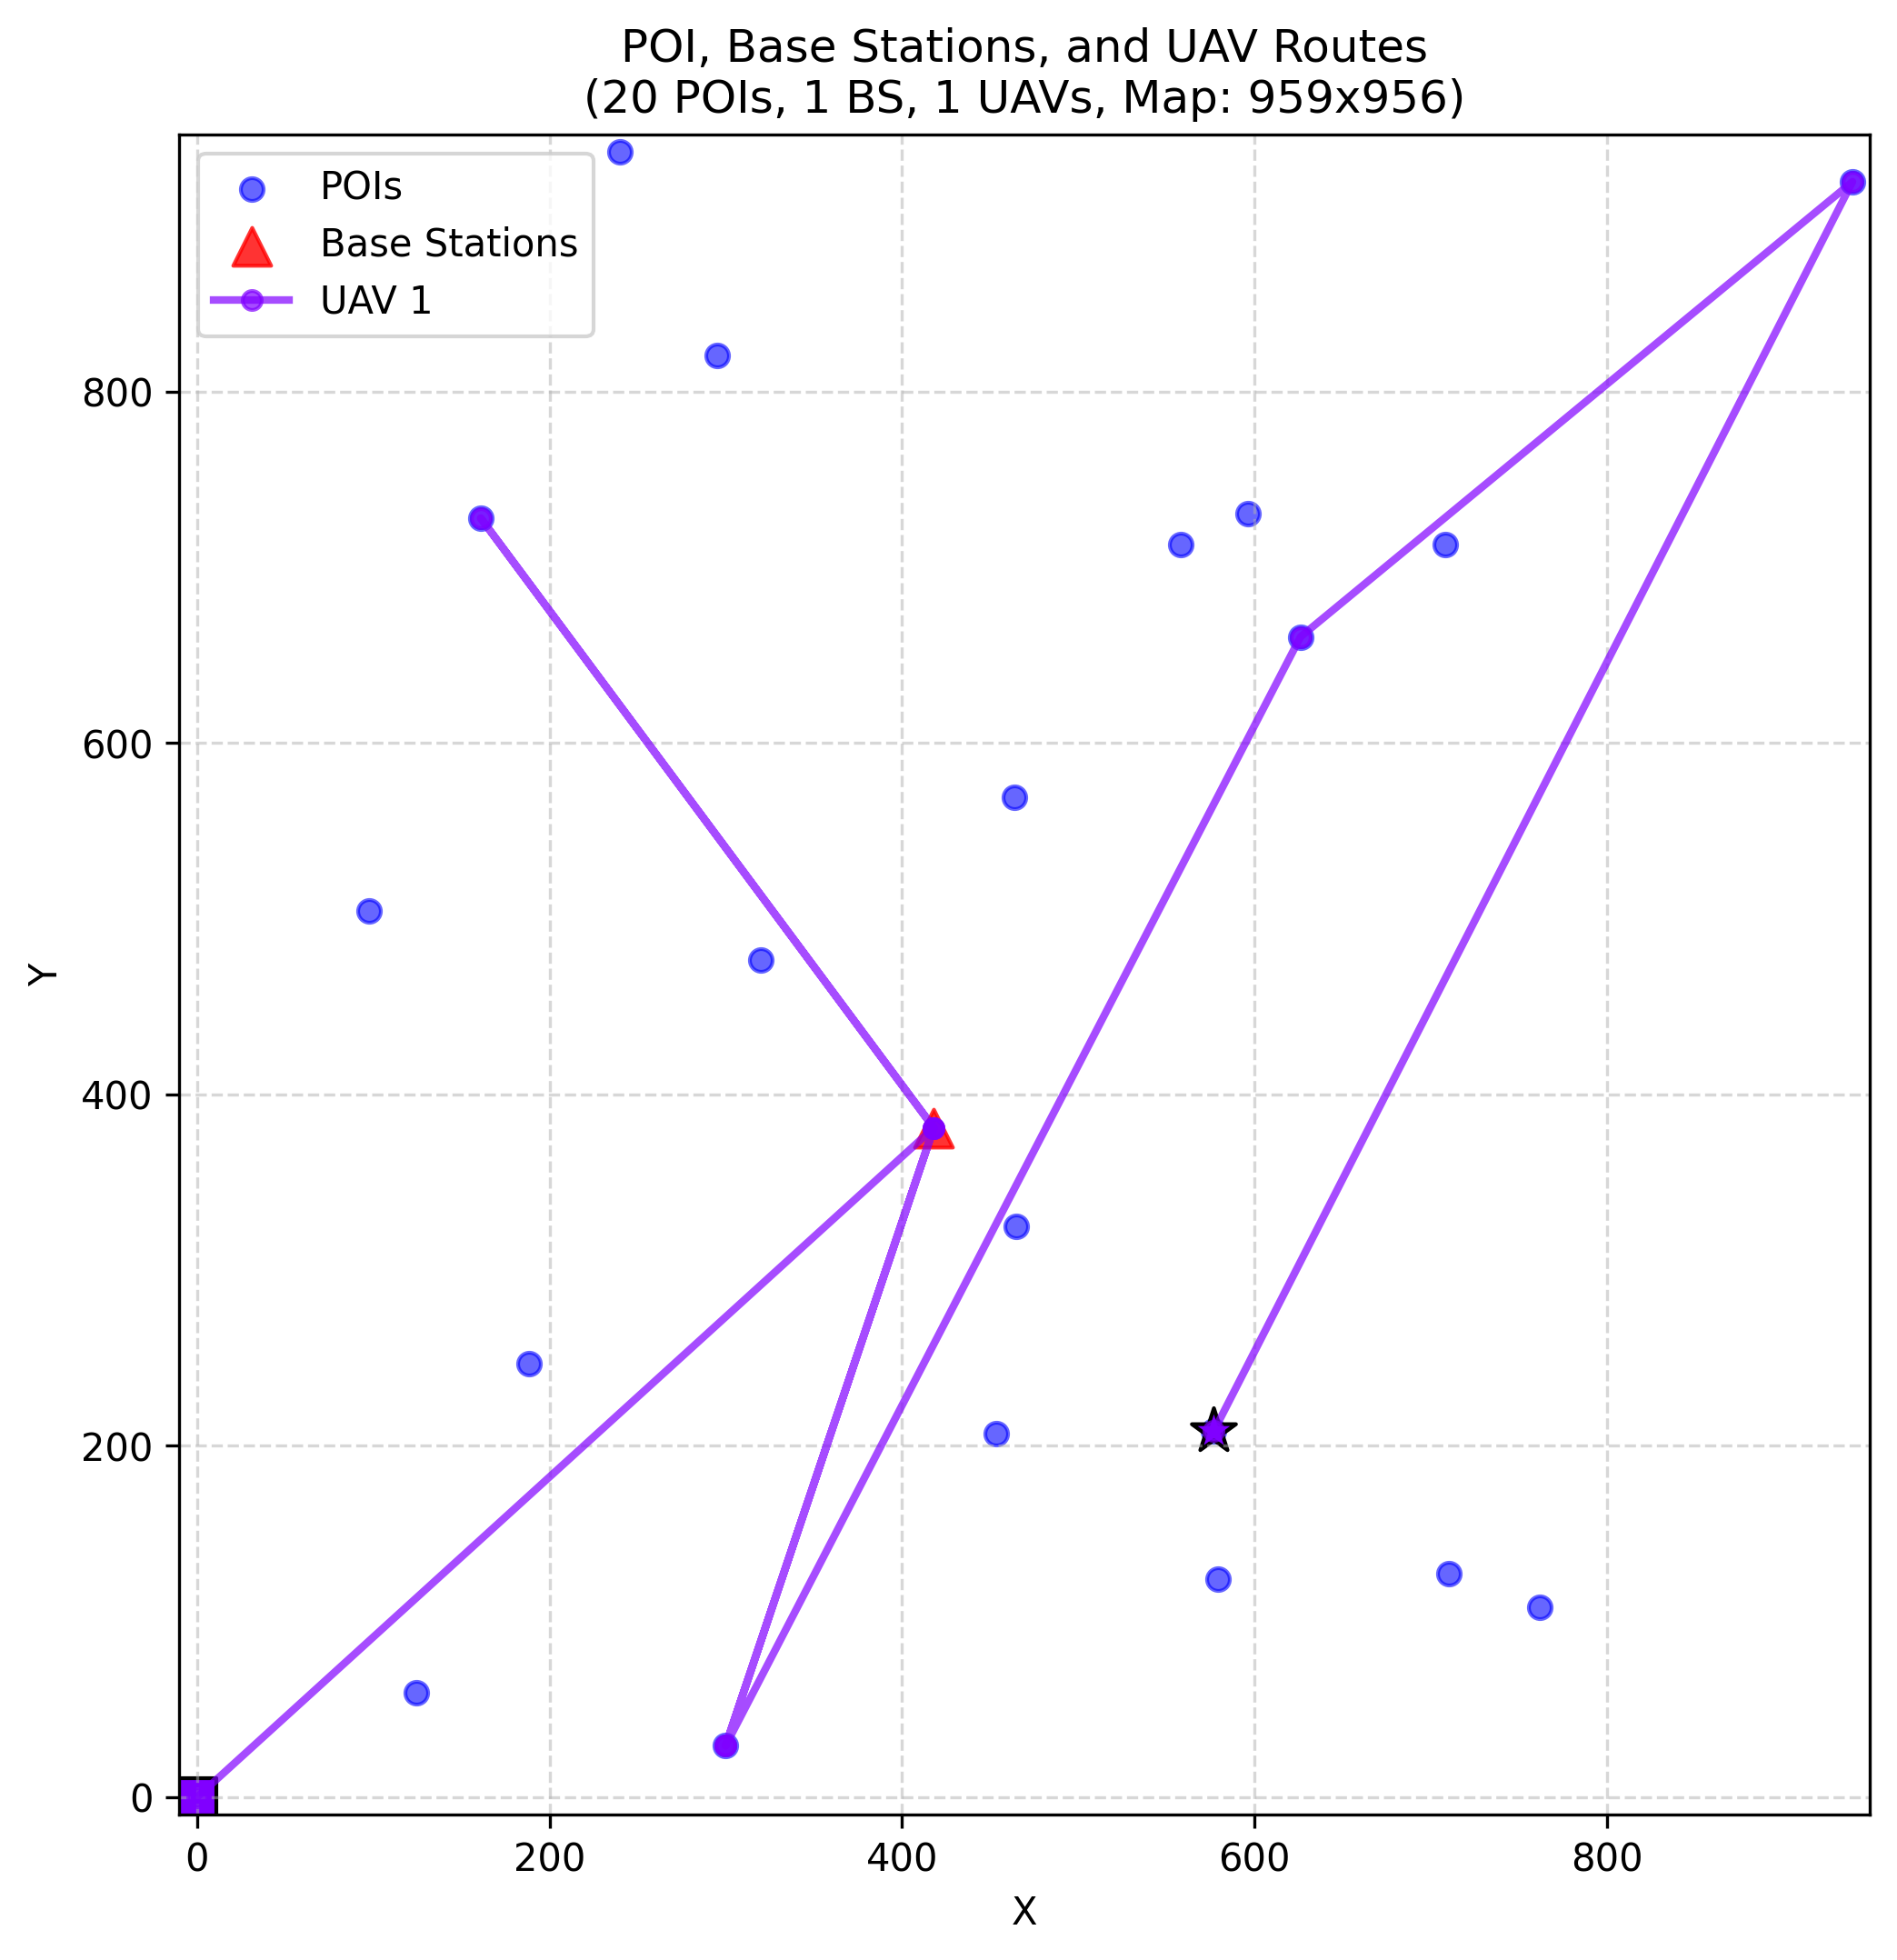 POI, Base Stations, and UAV Routes
(20 POIs, 1 BS, 1 UAVs, Map: 959x956)
POIs
Base Stations
UAV 1
800
600
400
200
0
Y
0 200 400 600 800
X